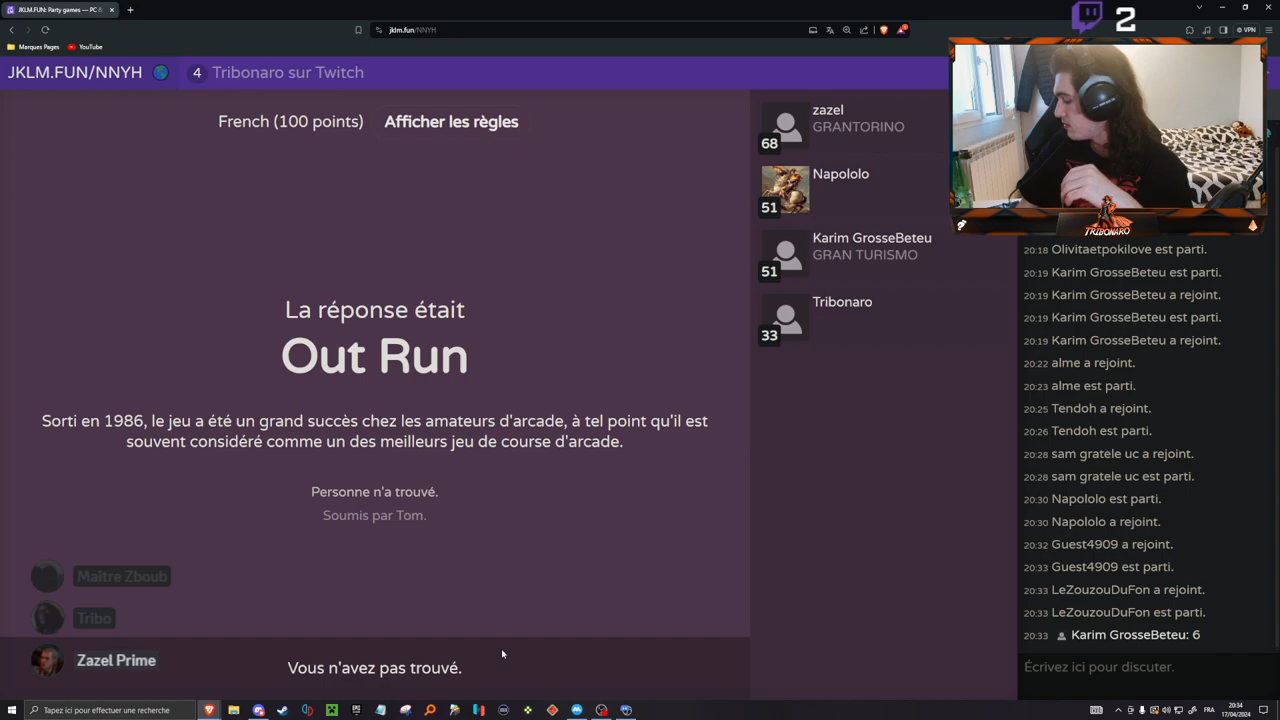 JKLM.FUN: Party games — PC
2
jklm.fun/NNYH
VPN
Marques Pages
YouTube
JKLM.FUN/NNYH
4
Tribonaro sur Twitch
French (100 points)
Afficher les règles
zazel
GRANTORINO
68
Napololo
51
Karim GrosseBeteu
GRAN TURISMO
51
Tribonaro
33
TRIBONARO
La réponse était
Out Run
Sorti en 1986, le jeu a été un grand succès chez les amateurs d'arcade, à tel point qu'il est
souvent considéré comme un des meilleurs jeu de course d'arcade.
Personne n'a trouvé.
Soumis par Tom.
Maître Zboub
Tribo
Zazel Prime
Vous n'avez pas trouvé.
20:18 Olivitaetpokilove est parti.
20:19 Karim GrosseBeteu est parti.
20:19 Karim GrosseBeteu a rejoint.
20:19 Karim GrosseBeteu est parti.
20:19 Karim GrosseBeteu a rejoint.
20:22 alme a rejoint.
20:23 alme est parti.
20:25 Tendoh a rejoint.
20:26 Tendoh est parti.
20:28 sam gratele uc a rejoint.
20:28 sam gratele uc est parti.
20:30 Napololo est parti.
20:30 Napololo a rejoint.
20:32 Guest4909 a rejoint.
20:33 Guest4909 est parti.
20:33 LeZouzouDuFon a rejoint.
20:33 LeZouzouDuFon est parti.
20:33 Karim GrosseBeteu: 6
Écrivez ici pour discuter.
Tapez ici pour effectuer une recherche
FRA
20:34
17/04/2024